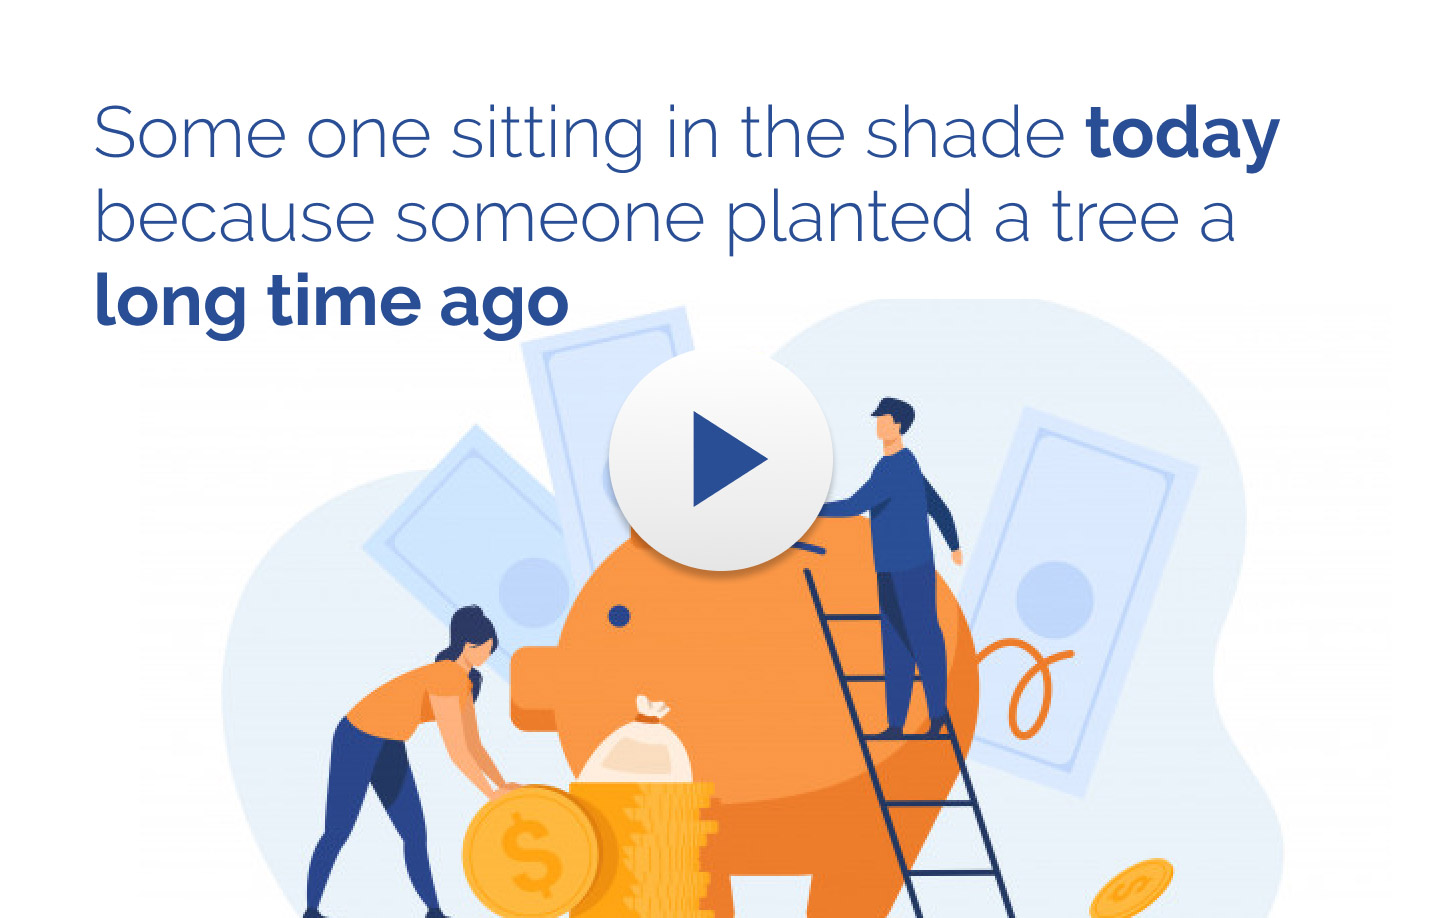 Some one sitting in the shade today
because someone planted a tree a
long time ago
$
$